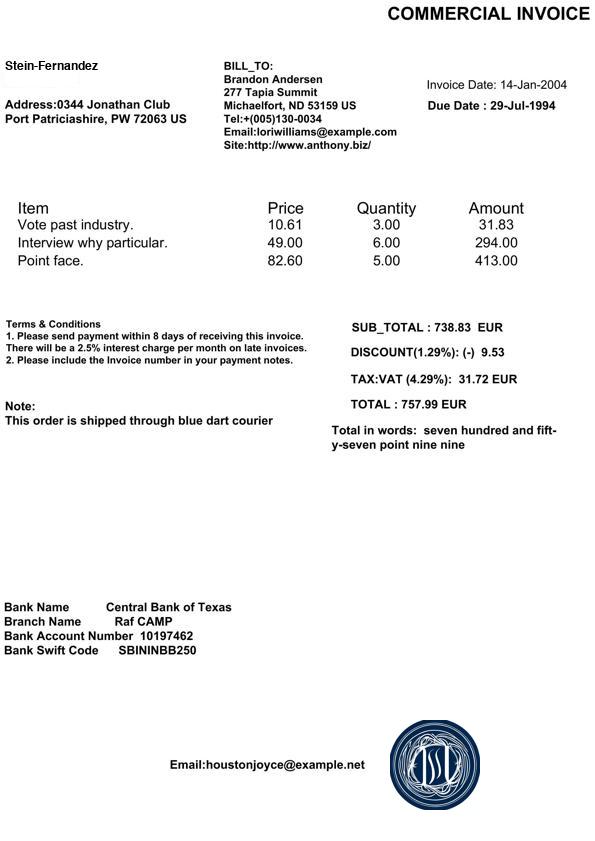 COMMERCIAL INVOICE
Stein-Fernandez
Address:0344 Jonathan Club
Port Patriciashire, PW 72063 US
BILL_TO:
Brandon Andersen
277 Tapia Summit
Michaelfort, ND 53159 US
Tel:+(005)130-0034
Email:loriwilliams@example.com
Site:http://www.anthony.biz/
Invoice Date: 14-Jan-2004
Due Date : 29-Jul-1994
Item Price Quantity Amount
Vote past industry. 10.61 3.00 31.83
Interview why particular. 49.00 6.00 294.00
Point face. 82.60 5.00 413.00
Terms & Conditions
1. Please send payment within 8 days of receiving this invoice.
There will be a 2.5% interest charge per month on late invoices.
2. Please include the Invoice number in your payment notes.
Note:
This order is shipped through blue dart courier
SUB_TOTAL : 738.83 EUR
DISCOUNT(1.29%): (-) 9.53
TAX:VAT (4.29%): 31.72 EUR
TOTAL : 757.99 EUR
Total in words: seven hundred and fift-
y-seven point nine nine
Bank Name Central Bank of Texas
Branch Name Raf CAMP
Bank Account Number 10197462
Bank Swift Code SBININBB250
Email:houstonjoyce@example.net